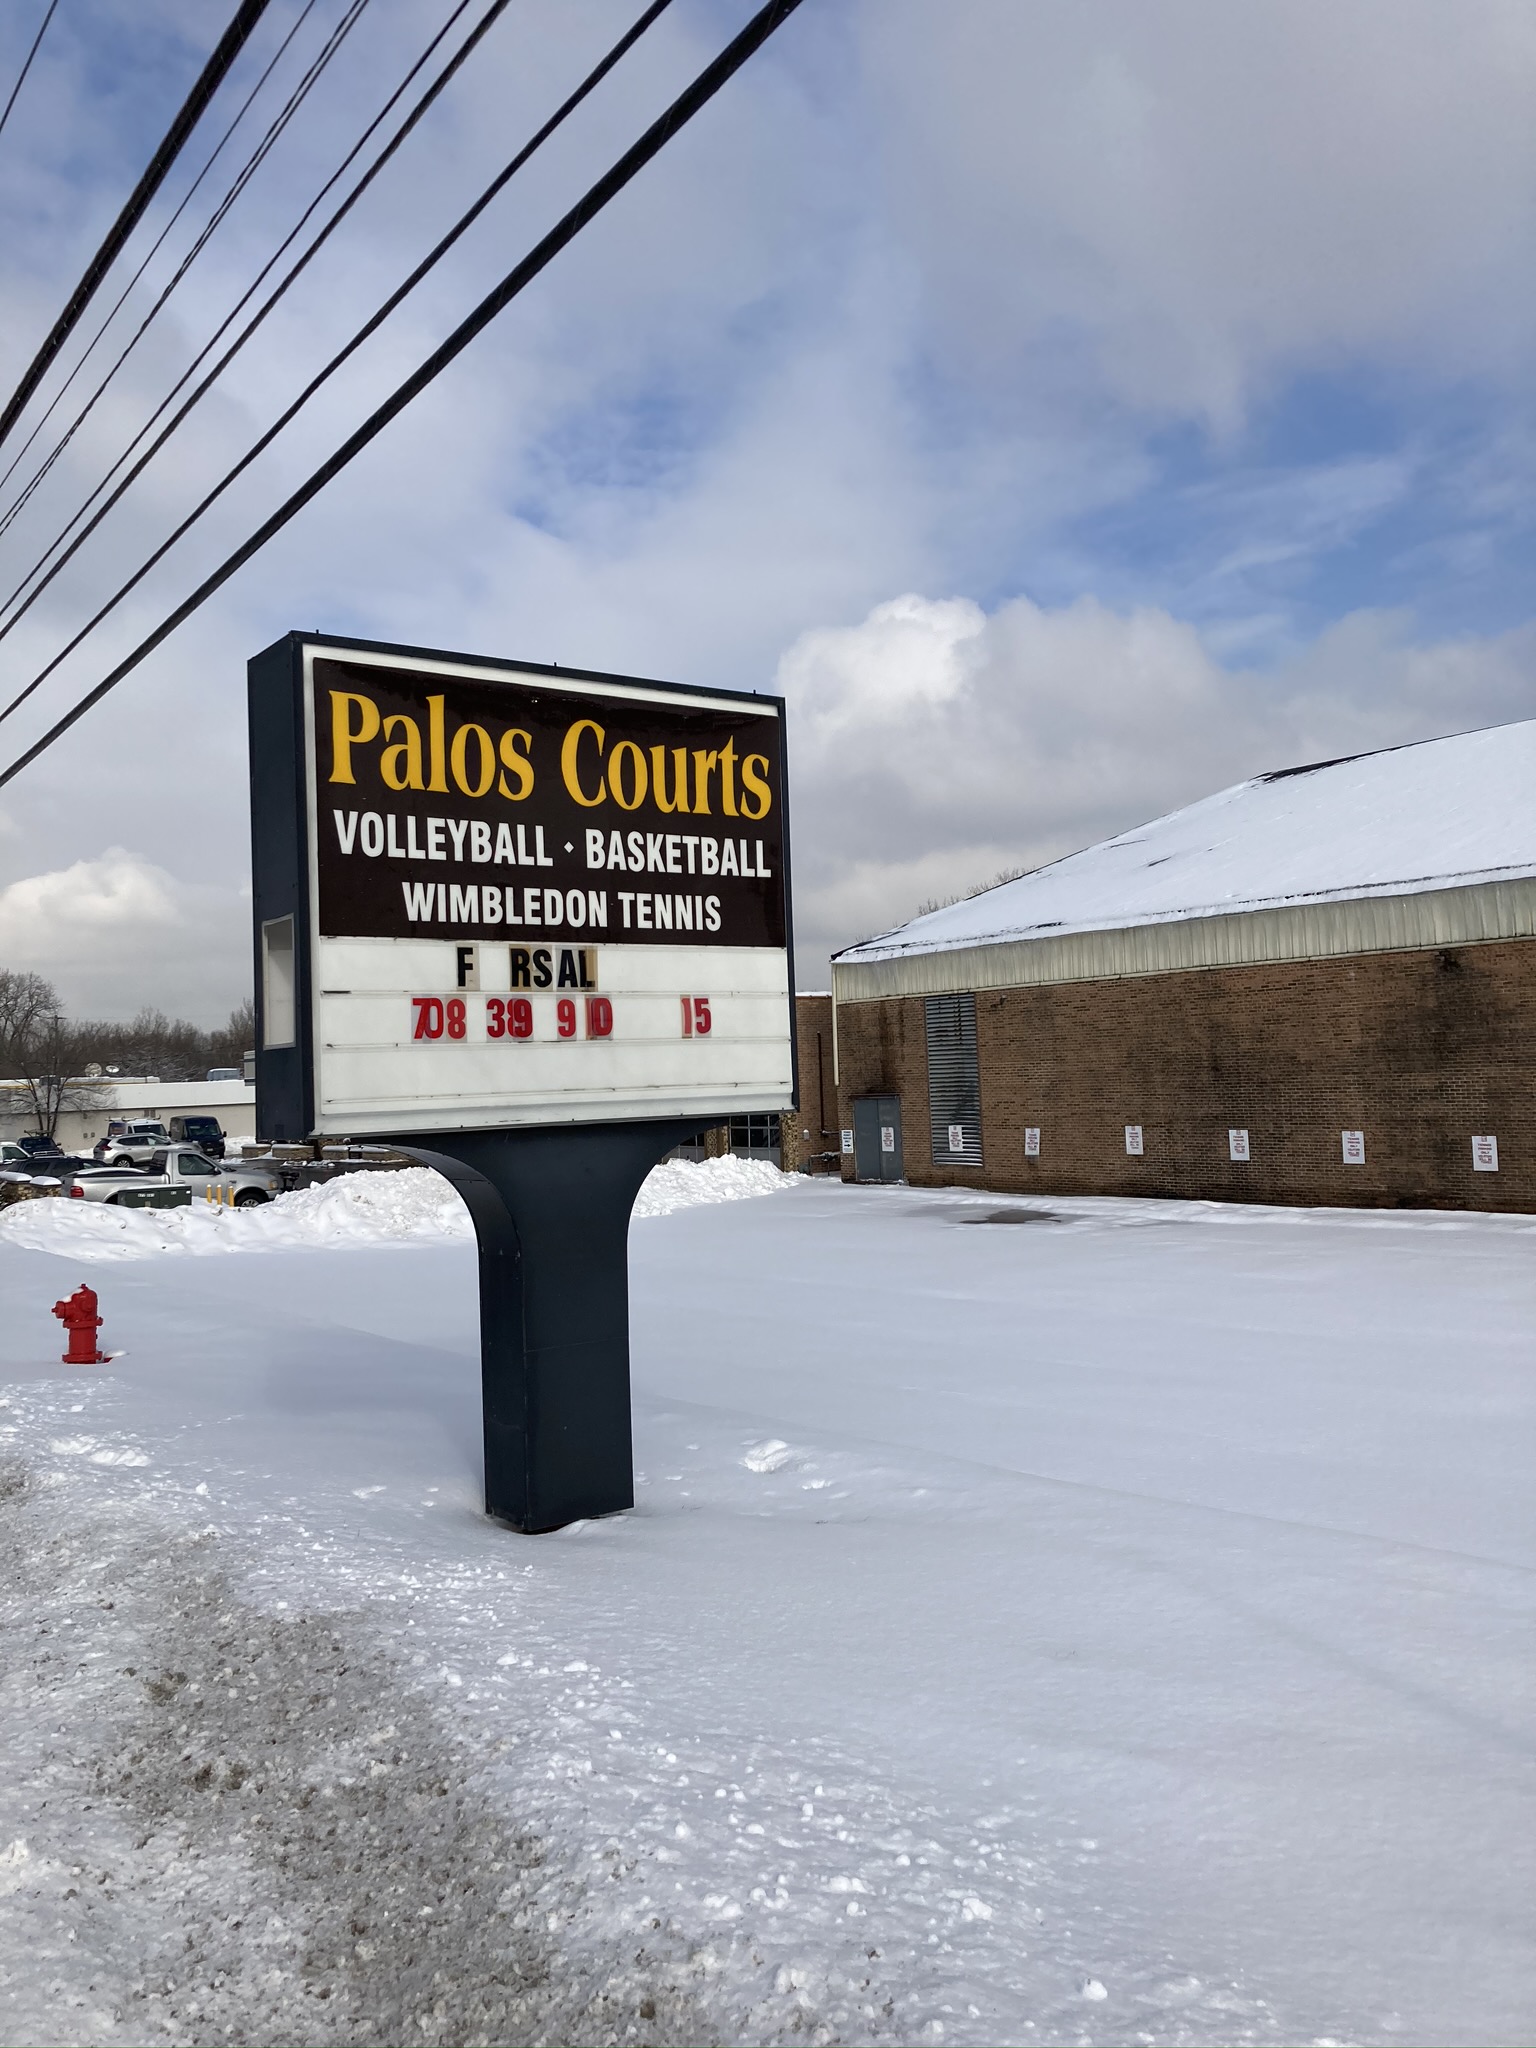 Palos Courts
VOLLEYBALL · BASKETBALL
WIMBLEDON TENNIS
F RSAL
708 389 910 15